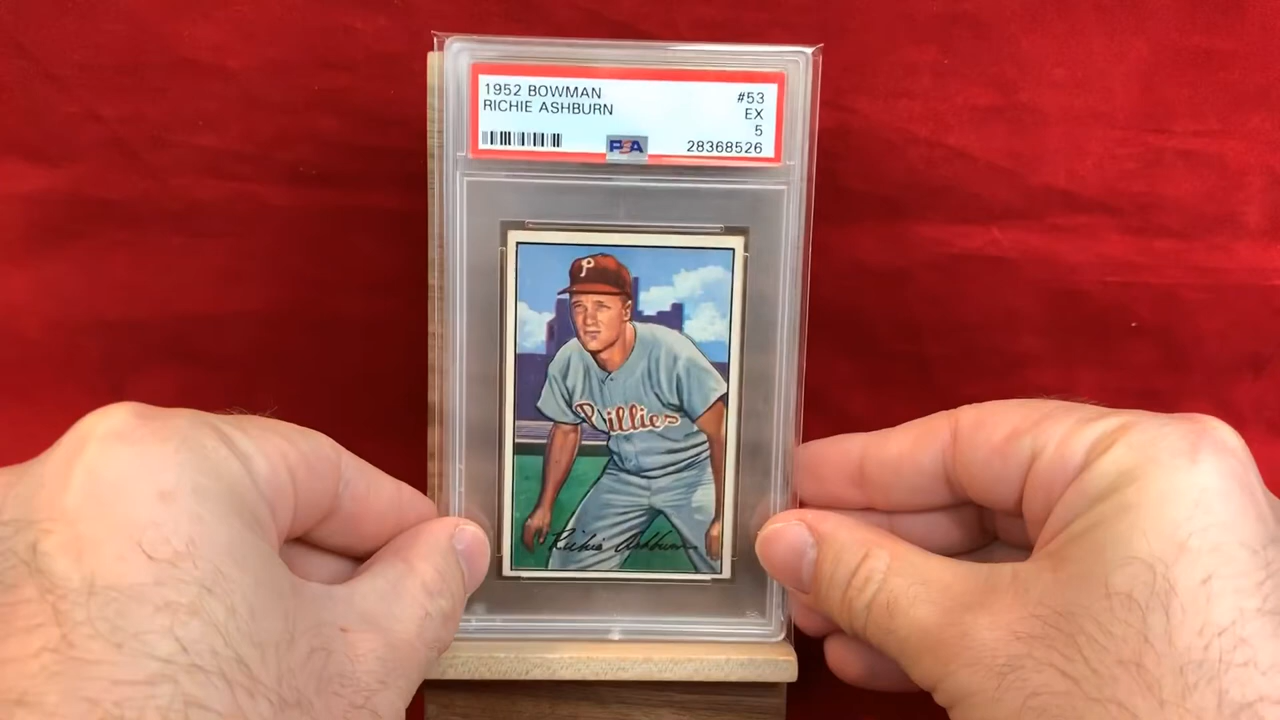 1952 BOWMAN
RICHIE ASHBURN
#53
EX
5
PSA
28368526
P
Phillies
Richie Ashburn